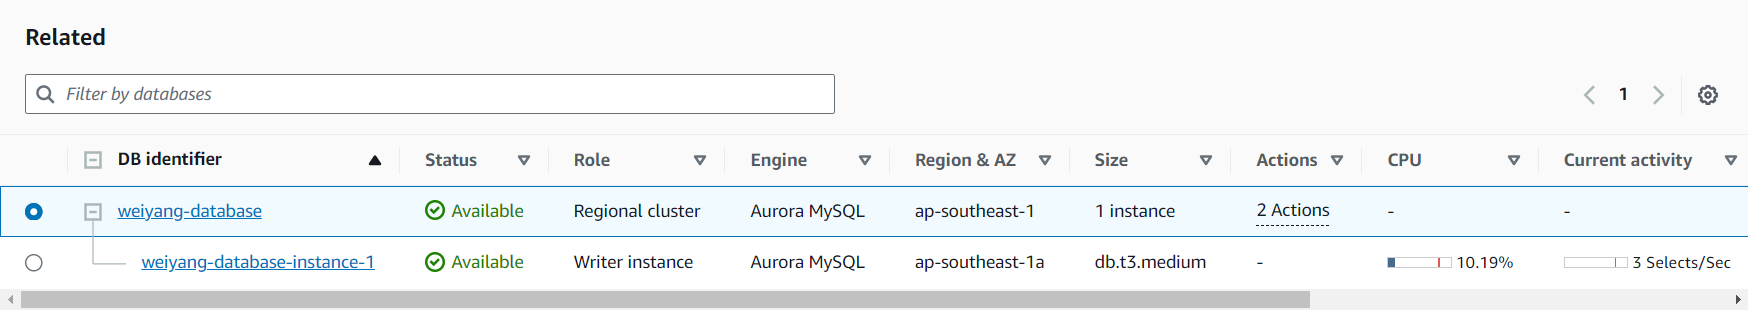 Related
Filter by databases
1
DB identifier Status Role Engine Region & AZ Size Actions CPU Current activity
weiyang-database Available Regional cluster Aurora MySQL ap-southeast-1 1 instance 2 Actions - -
weiyang-database-instance-1 Available Writer instance Aurora MySQL ap-southeast-1a db.t3.medium - 10.19% 3 Selects/Sec